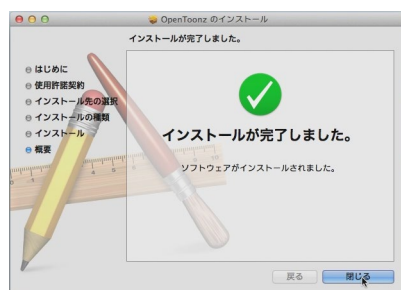 OpenToonz のインストール
インストールが完了しました。
はじめに
使用許諾契約
インストール先の選択
インストールの種類
インストール
概要
インストールが完了しました。
ソフトウェアがインストールされました。
戻る
閉じる